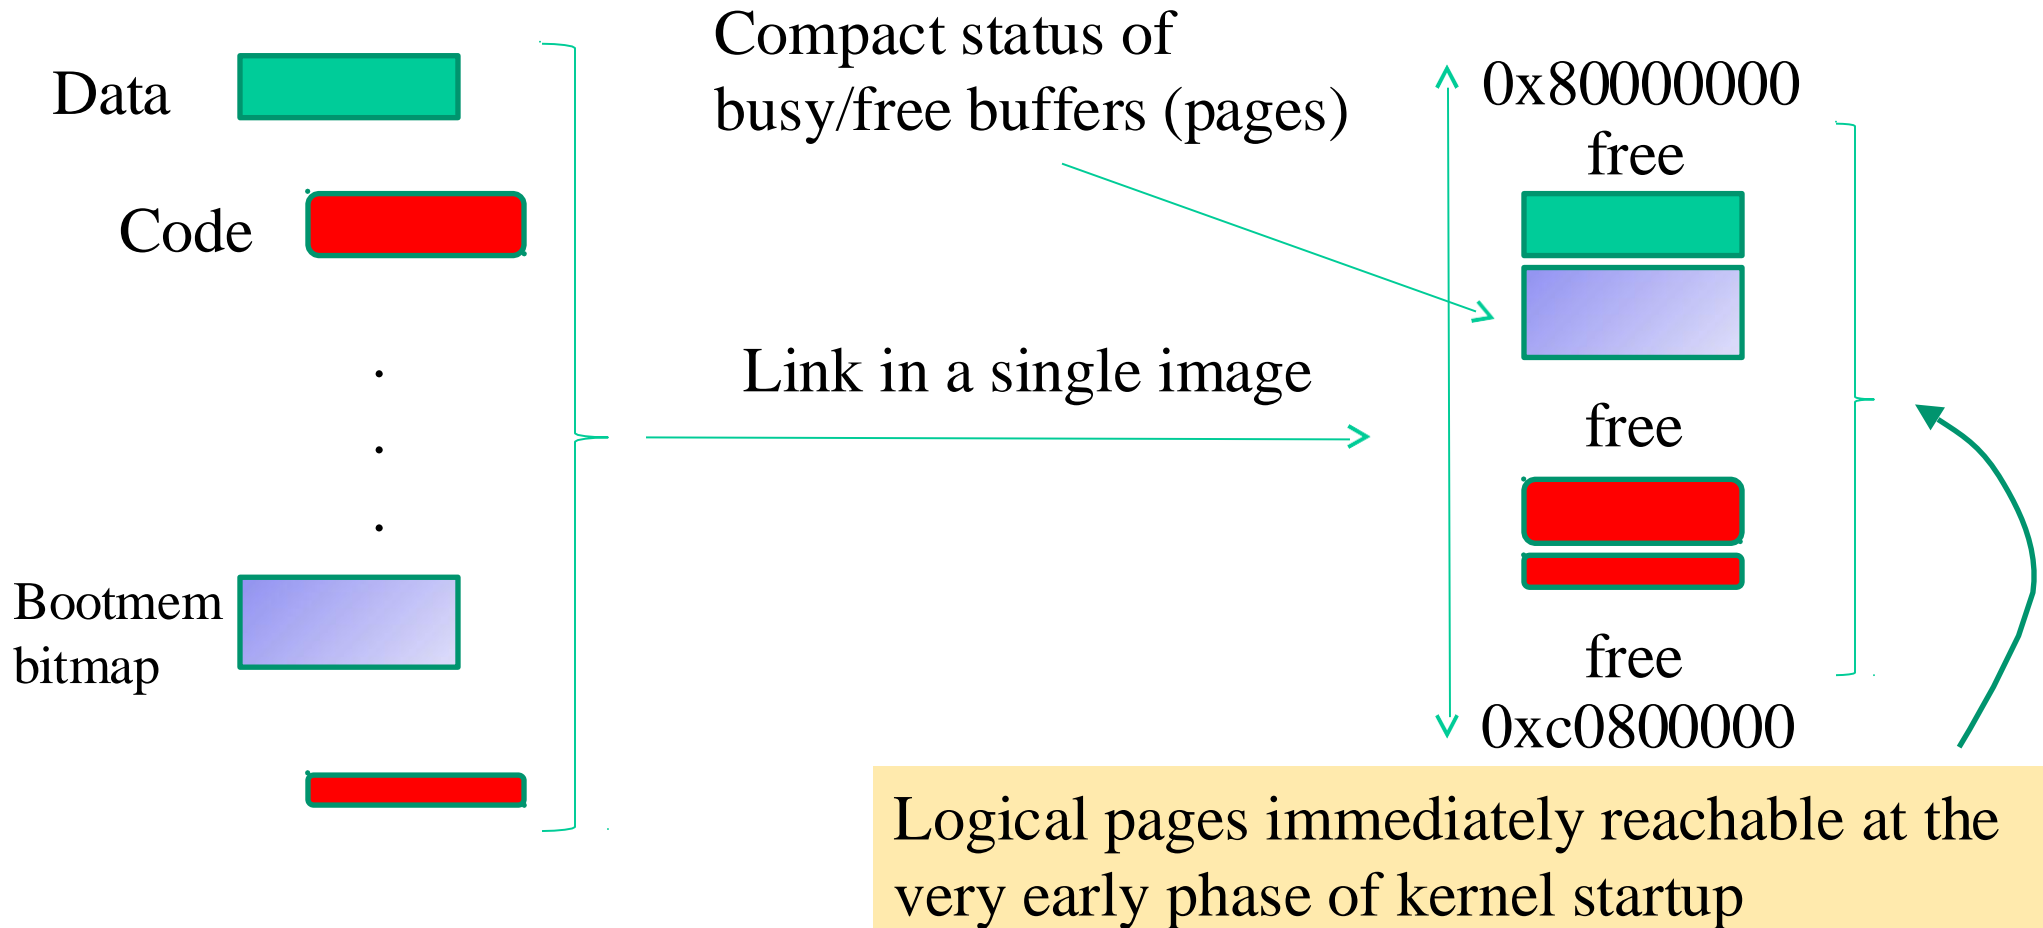 Compact status of
busy/free buffers (pages)
Data
Code
.
.
.
Bootmem
bitmap
Link in a single image
0x80000000
free
free
free
0xc0800000
Logical pages immediately reachable at the
very early phase of kernel startup